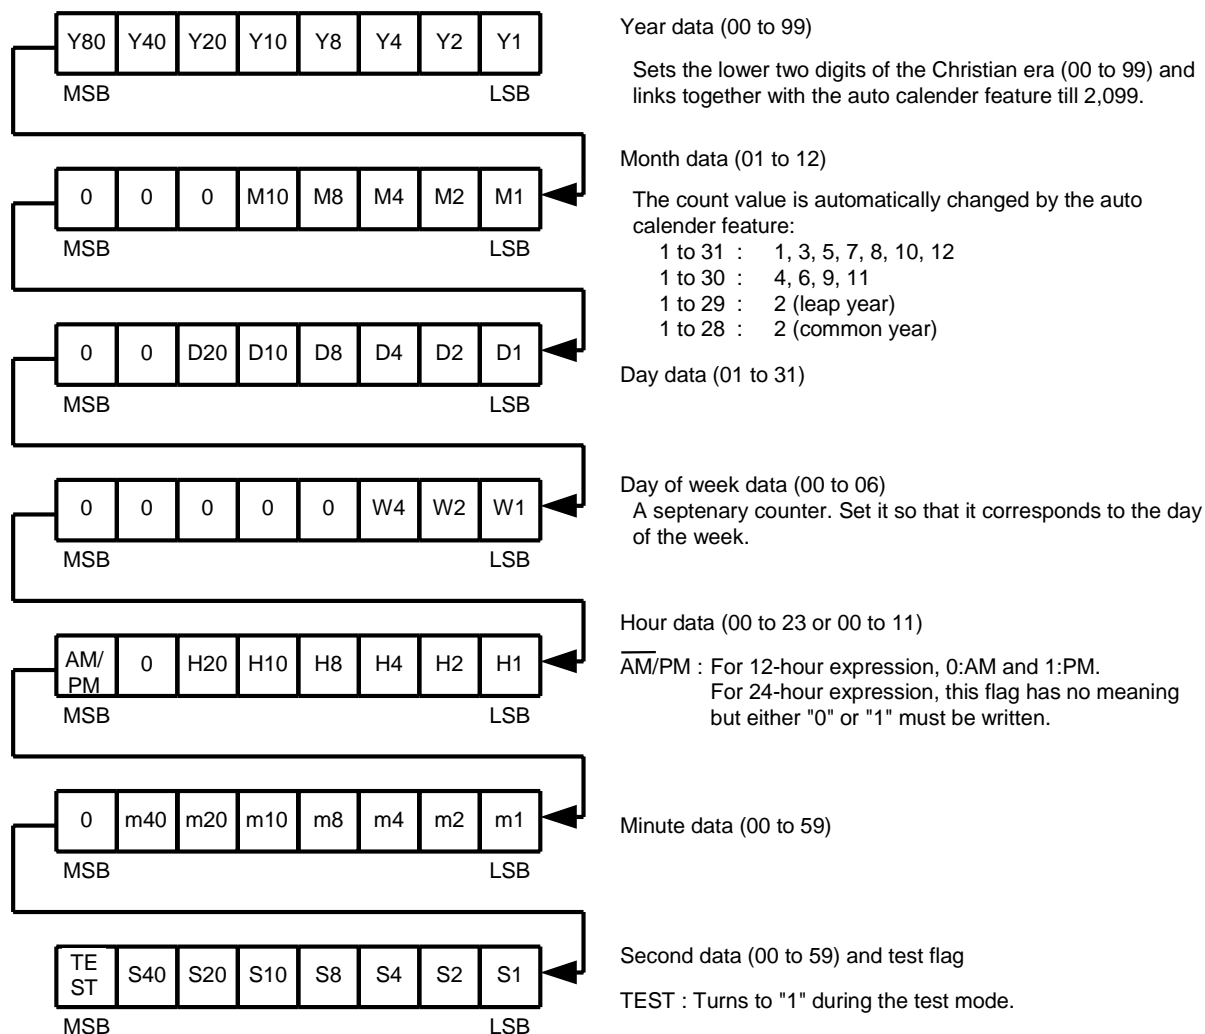 Y80 Y40 Y20 Y10 Y8 Y4 Y2 Y1
MSB LSB
Year data (00 to 99)
Sets the lower two digits of the Christian era (00 to 99) and
links together with the auto calender feature till 2,099.
0 0 0 M10 M8 M4 M2 M1
MSB LSB
Month data (01 to 12)
The count value is automatically changed by the auto
calender feature:
1 to 31 : 1, 3, 5, 7, 8, 10, 12
1 to 30 : 4, 6, 9, 11
1 to 29 : 2 (leap year)
1 to 28 : 2 (common year)
0 0 D20 D10 D8 D4 D2 D1
MSB LSB
Day data (01 to 31)
0 0 0 0 0 W4 W2 W1
MSB LSB
Day of week data (00 to 06)
A septenary counter. Set it so that it corresponds to the day
of the week.
AM/
PM 0 H20 H10 H8 H4 H2 H1
MSB LSB
Hour data (00 to 23 or 00 to 11)
AM/PM : For 12-hour expression, 0:AM and 1:PM.
For 24-hour expression, this flag has no meaning
but either "0" or "1" must be written.
0 m40 m20 m10 m8 m4 m2 m1
MSB LSB
Minute data (00 to 59)
TE
ST S40 S20 S10 S8 S4 S2 S1
MSB LSB
Second data (00 to 59) and test flag
TEST : Turns to "1" during the test mode.